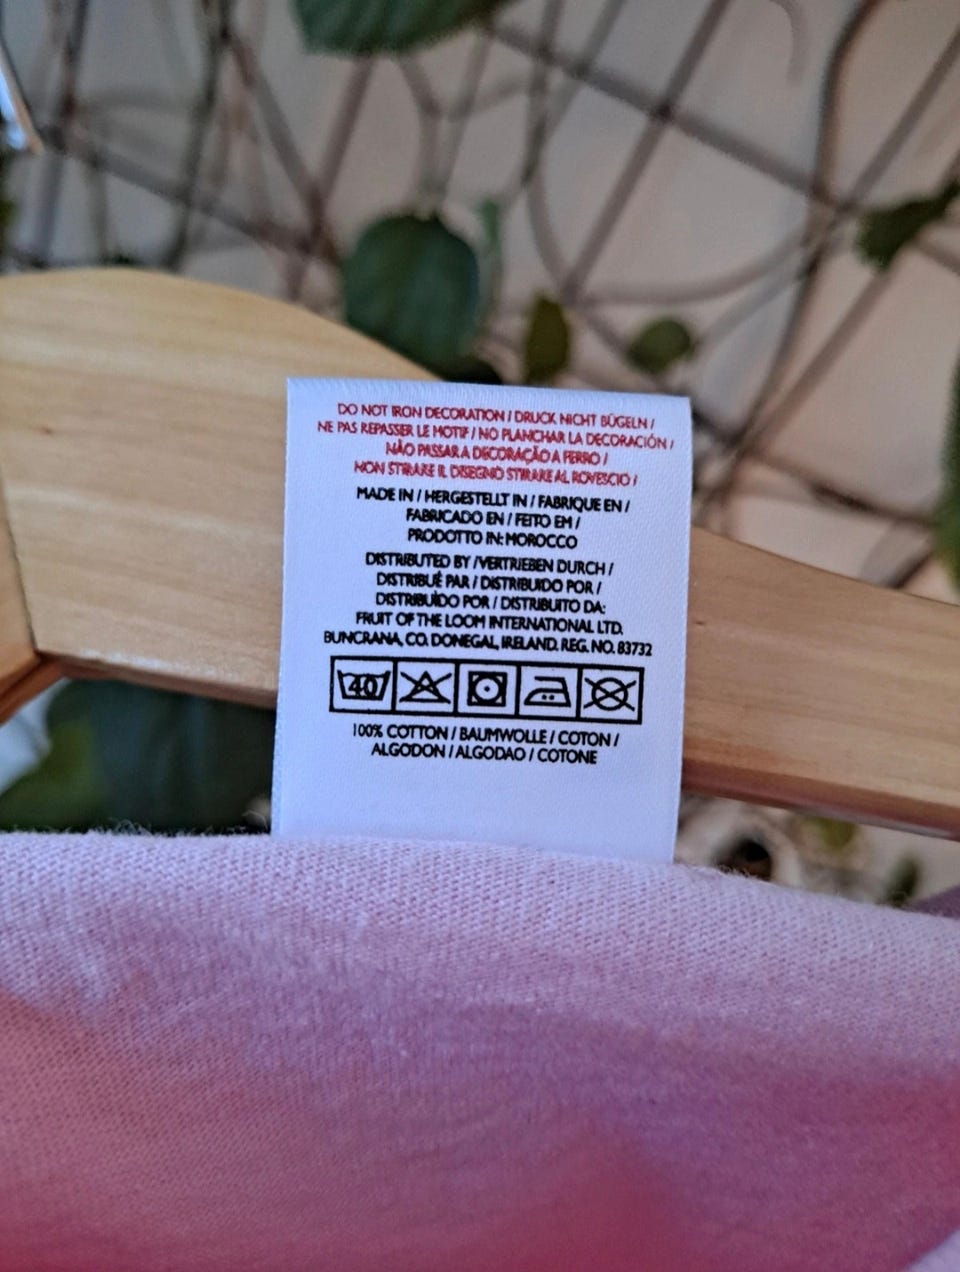 DO NOT IRON DECORATION / DRUCK NICHT BÜGELN /
NE PAS REPASSER LE MOTIF / NO PLANCHAR LA DECORACIÓN /
NÃO PASSAR A DECORAÇÃO A FERRO /
NON STIRARE IL DISEGNO STIRARE AL ROVESCIO /
MADE IN / HERGESTELLT IN / FABRIQUE EN /
FABRICADO EN / FEITO EM /
PRODOTTO IN: MOROCCO
DISTRIBUTED BY /VERTRIEBEN DURCH /
DISTRIBUÉ PAR / DISTRIBUIDO POR /
DISTRIBUÍDO POR / DISTRIBUITO DA:
FRUIT OF THE LOOM INTERNATIONAL LTD.
BUNCRANA, CO. DONEGAL, IRELAND. REG. NO. 83732
40
100% COTTON / BAUMWOLLE / COTON /
ALGODON / ALGODAO / COTONE